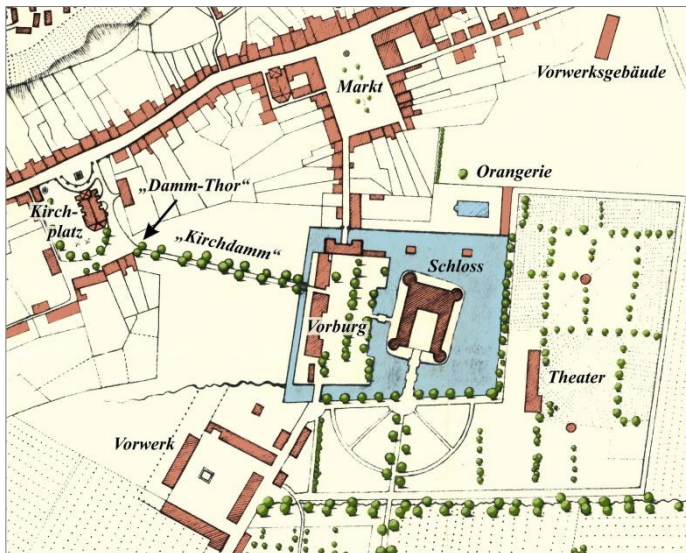 Vorwerksgebäude
Markt
Orangerie
„Damm-Thor“
Kirch-
platz
„Kirchdamm“
Schloss
Vorburg
Theater
Vorwerk